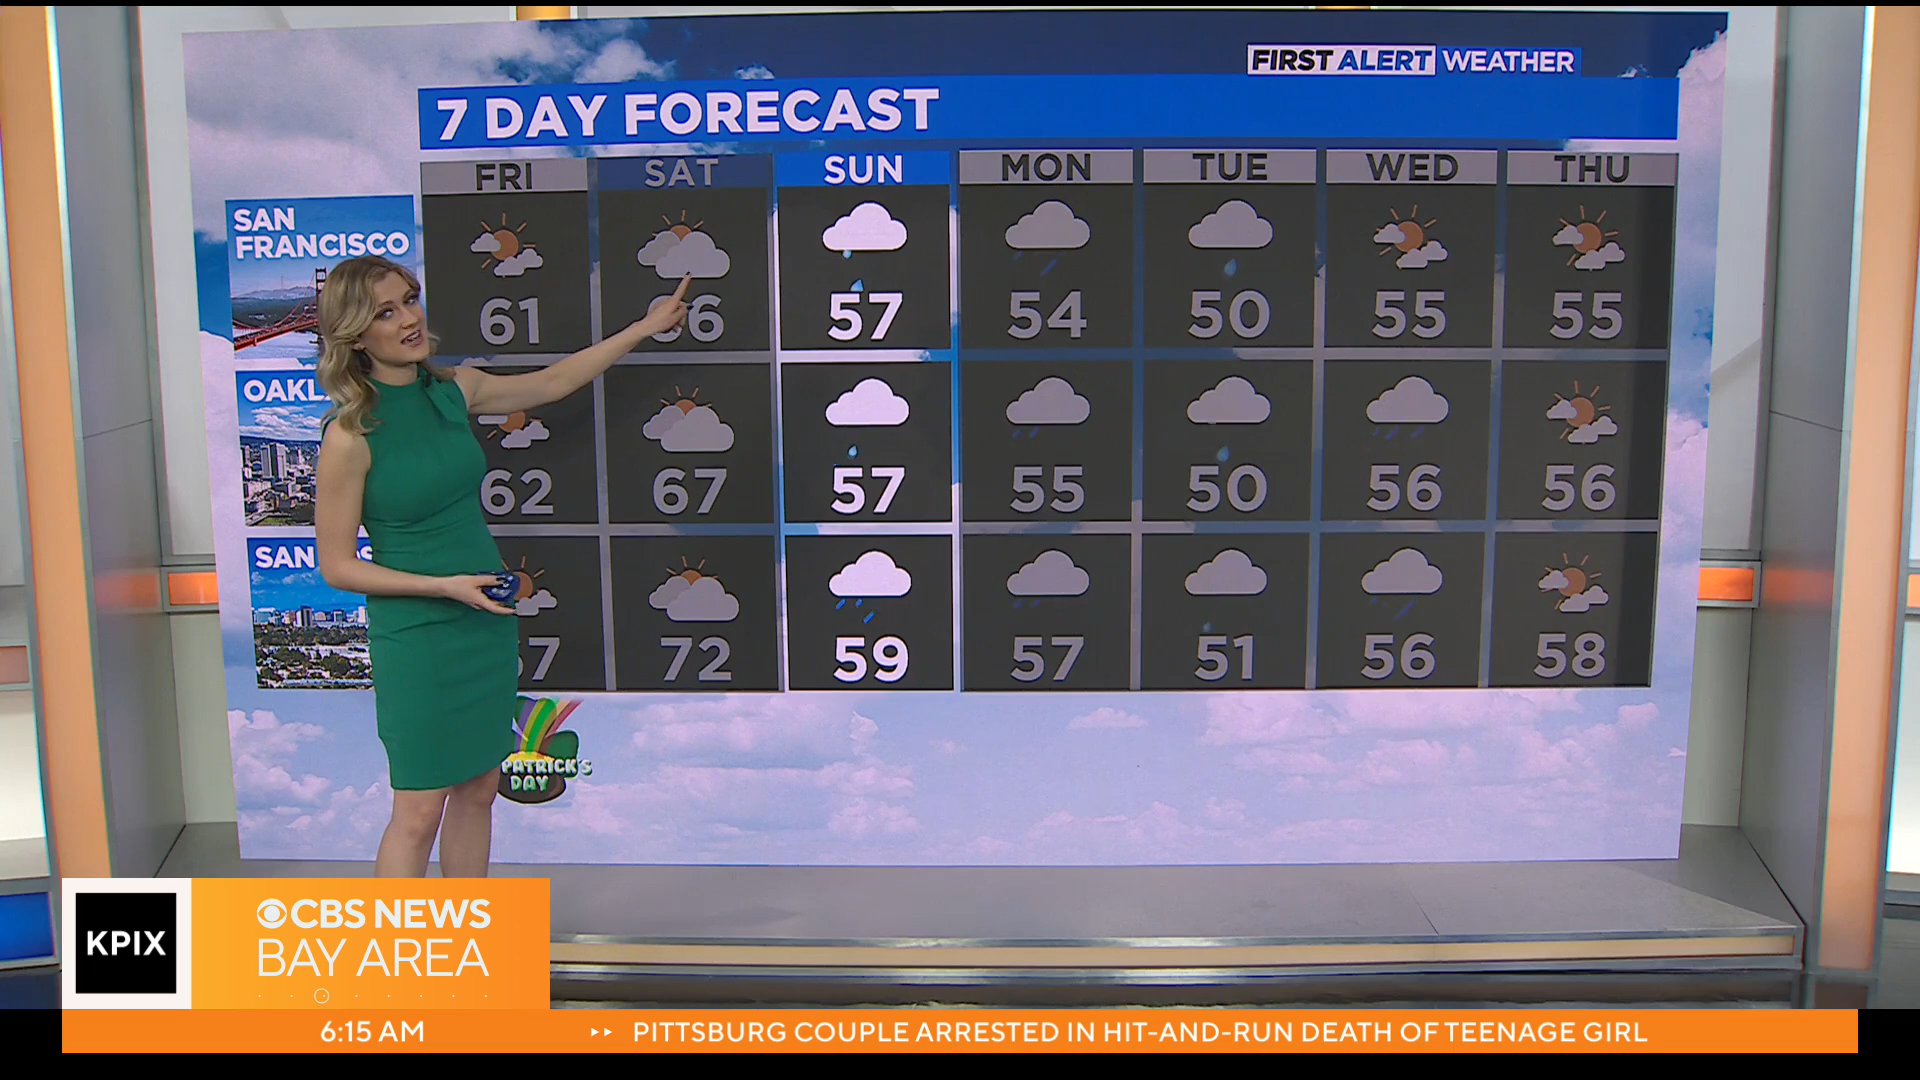 FIRST ALERT WEATHER
7 DAY FORECAST
FRI SAT SUN MON TUE WED THU
SAN
FRANCISCO
61 57 54 50 55 55
OAKL
62 67 57 55 50 56 56
SAN
72 59 57 51 56 58
PATRICK'S
DAY
KPIX
CBS NEWS
BAY AREA
6:15 AM
PITTSBURG COUPLE ARRESTED IN HIT-AND-RUN DEATH OF TEENAGE GIRL